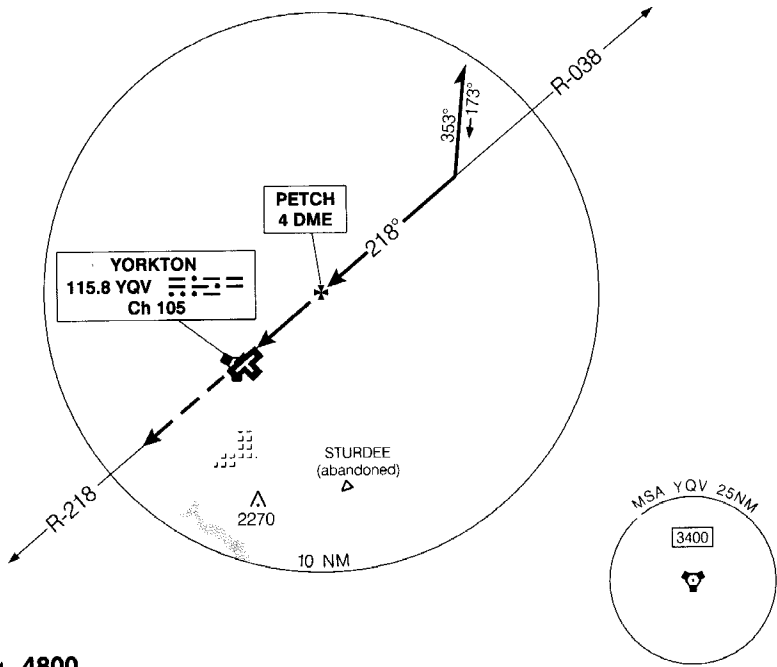 R-038
353°
173°
PETCH
4 DME
218°
YORKTON
115.8 YQV
Ch 105
STURDEE
(abandoned)
2270
R-218
10 NM
MSA YQV 25NM
3400
4800